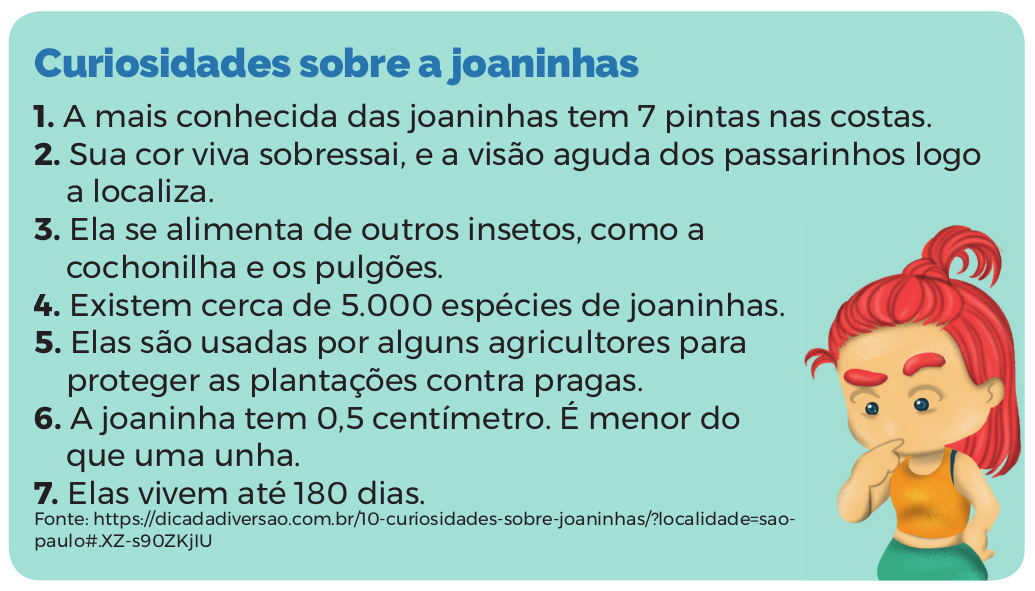 Curiosidades sobre a joaninhas
1. A mais conhecida das joaninhas tem 7 pintas nas costas.
2. Sua cor viva sobressai, e a visão aguda dos passarinhos logo
a localiza.
3. Ela se alimenta de outros insetos, como a
cochonilha e os pulgões.
4. Existem cerca de 5.000 espécies de joaninhas.
5. Elas são usadas por alguns agricultores para
proteger as plantações contra pragas.
6. A joaninha tem 0,5 centímetro. É menor do
que uma unha.
7. Elas vivem até 180 dias.
Fonte: https://dicadadiversao.com.br/10-curiosidades-sobre-joaninhas/?localidade=sao-
paulo#.XZ-s90ZKjIU